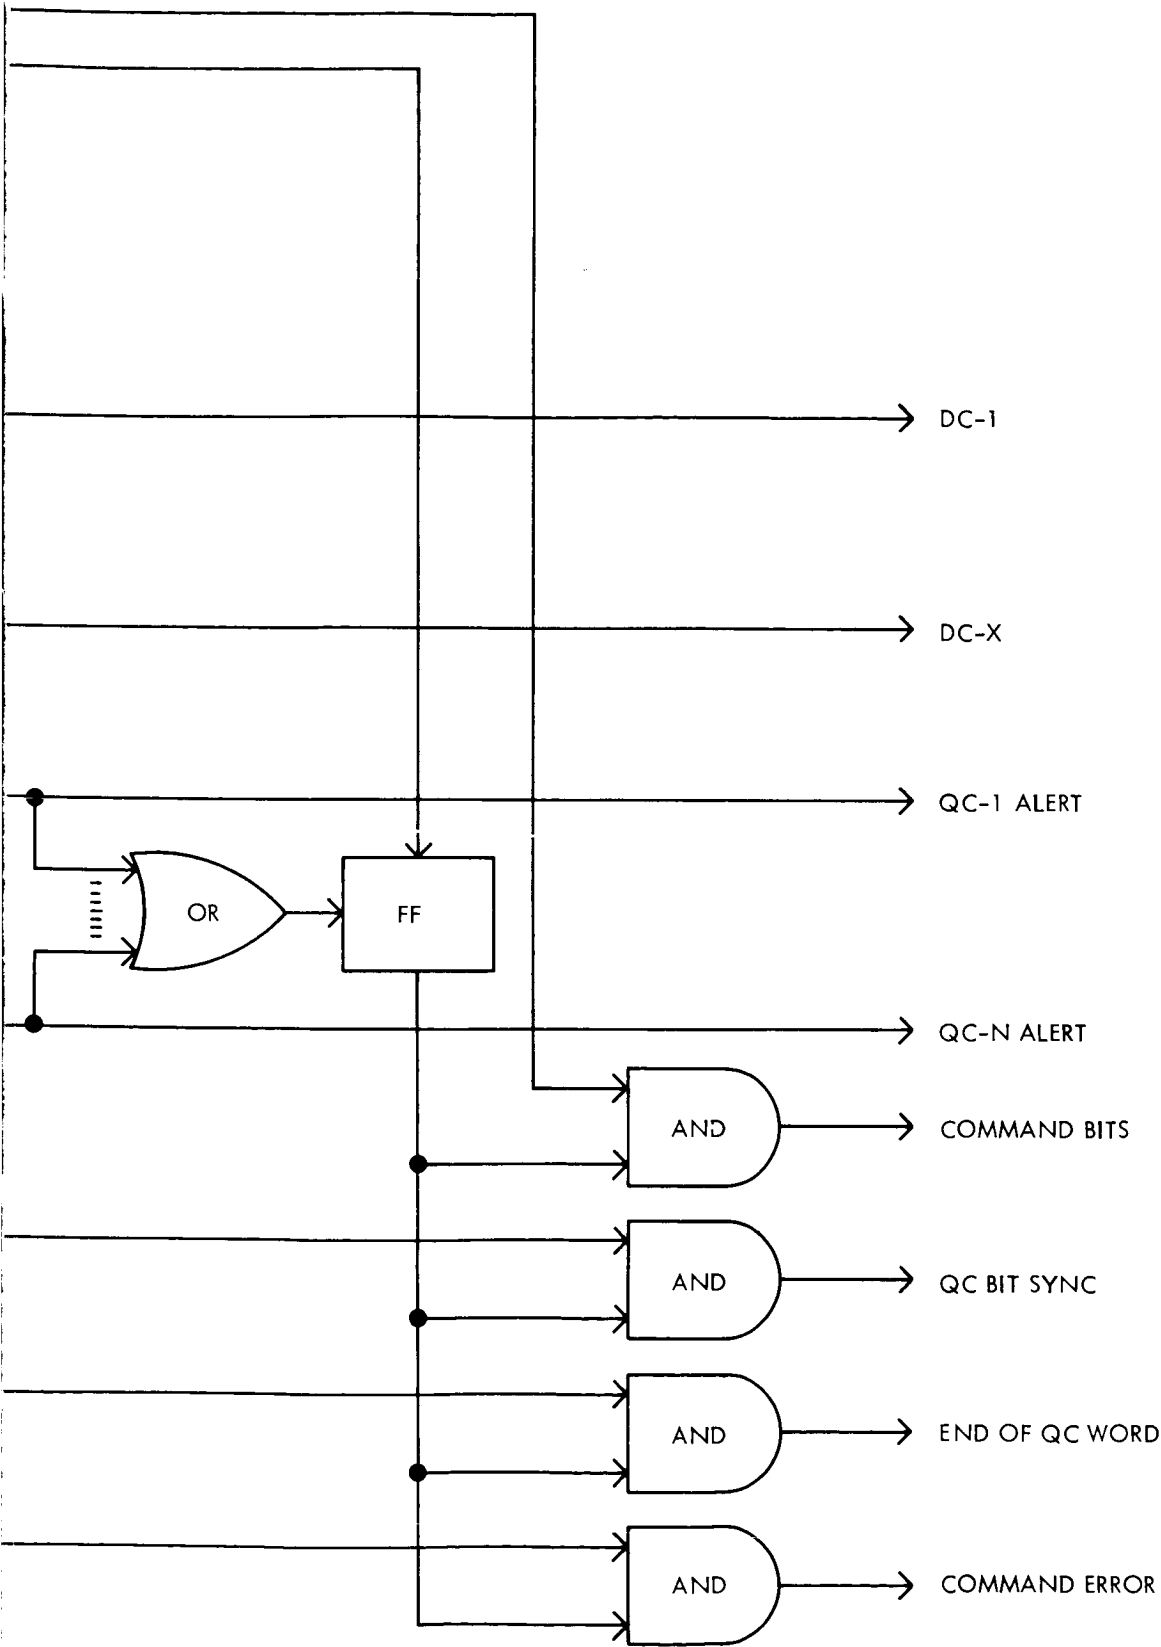 DC-1
DC-X
QC-1 ALERT
OR
FF
QC-N ALERT
AND
COMMAND BITS
AND
QC BIT SYNC
AND
END OF QC WORD
AND
COMMAND ERROR